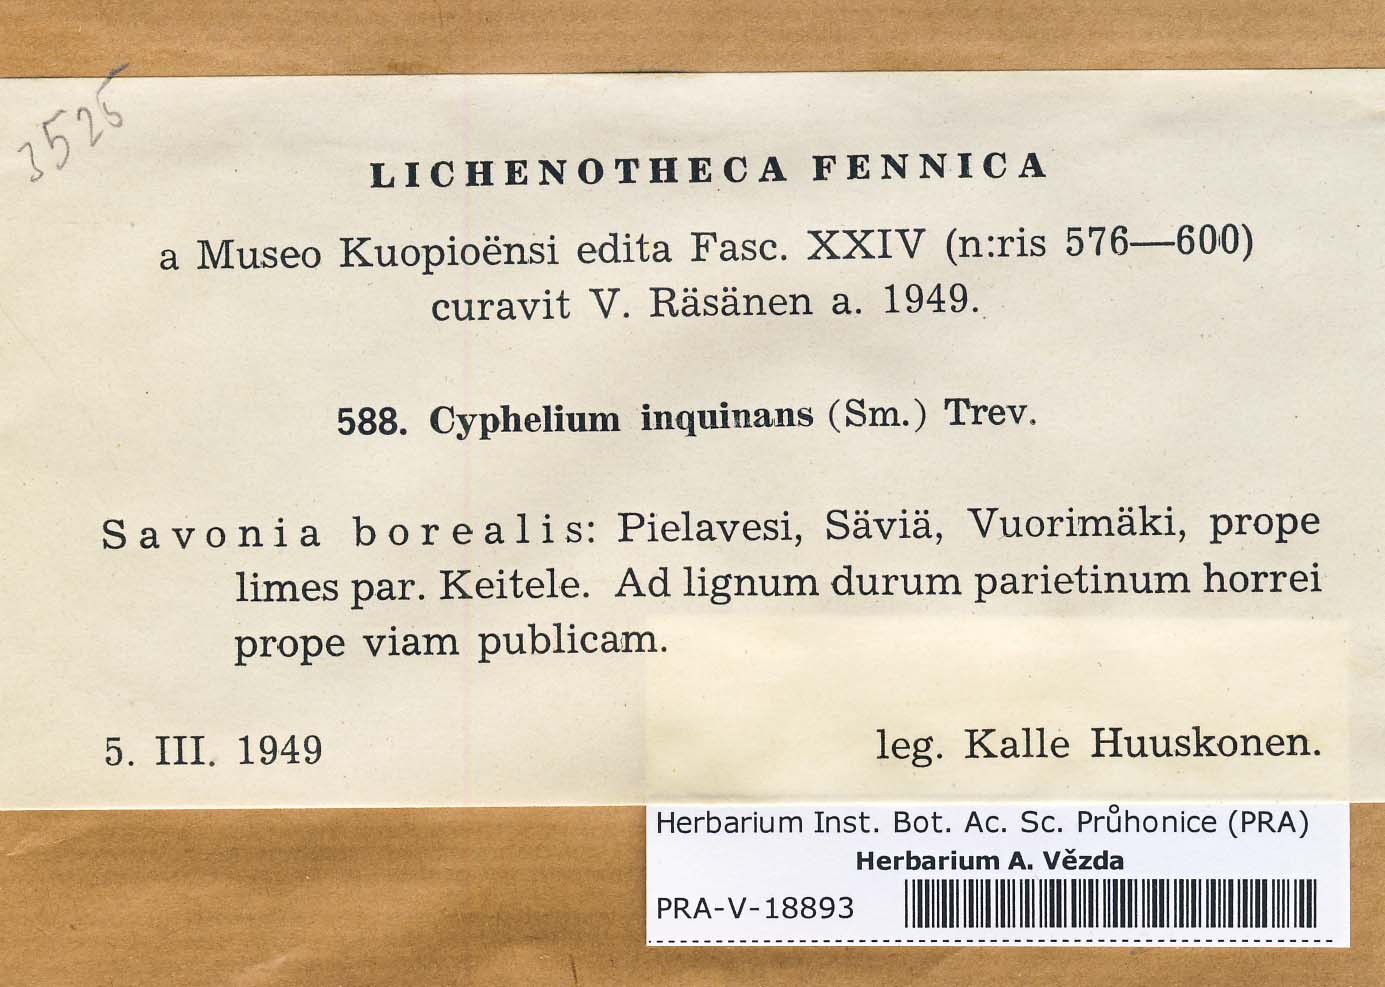 3525
LICHENOTHECA FENNICA
a Museo Kuopioënsi edita Fasc. XXIV (n:ris 576—600)
curavit V. Räsänen a. 1949.
588. Cyphelium inquinans (Sm.) Trev.
Savonia borealis: Pielavesi, Säviä, Vuorimäki, prope
limes par. Keitele. Ad lignum durum parietinum horrei
prope viam publicam.
5. III. 1949
leg. Kalle Huuskonen.
Herbarium Inst. Bot. Ac. Sc. Průhonice (PRA)
Herbarium A. Vězda
PRA-V-18893